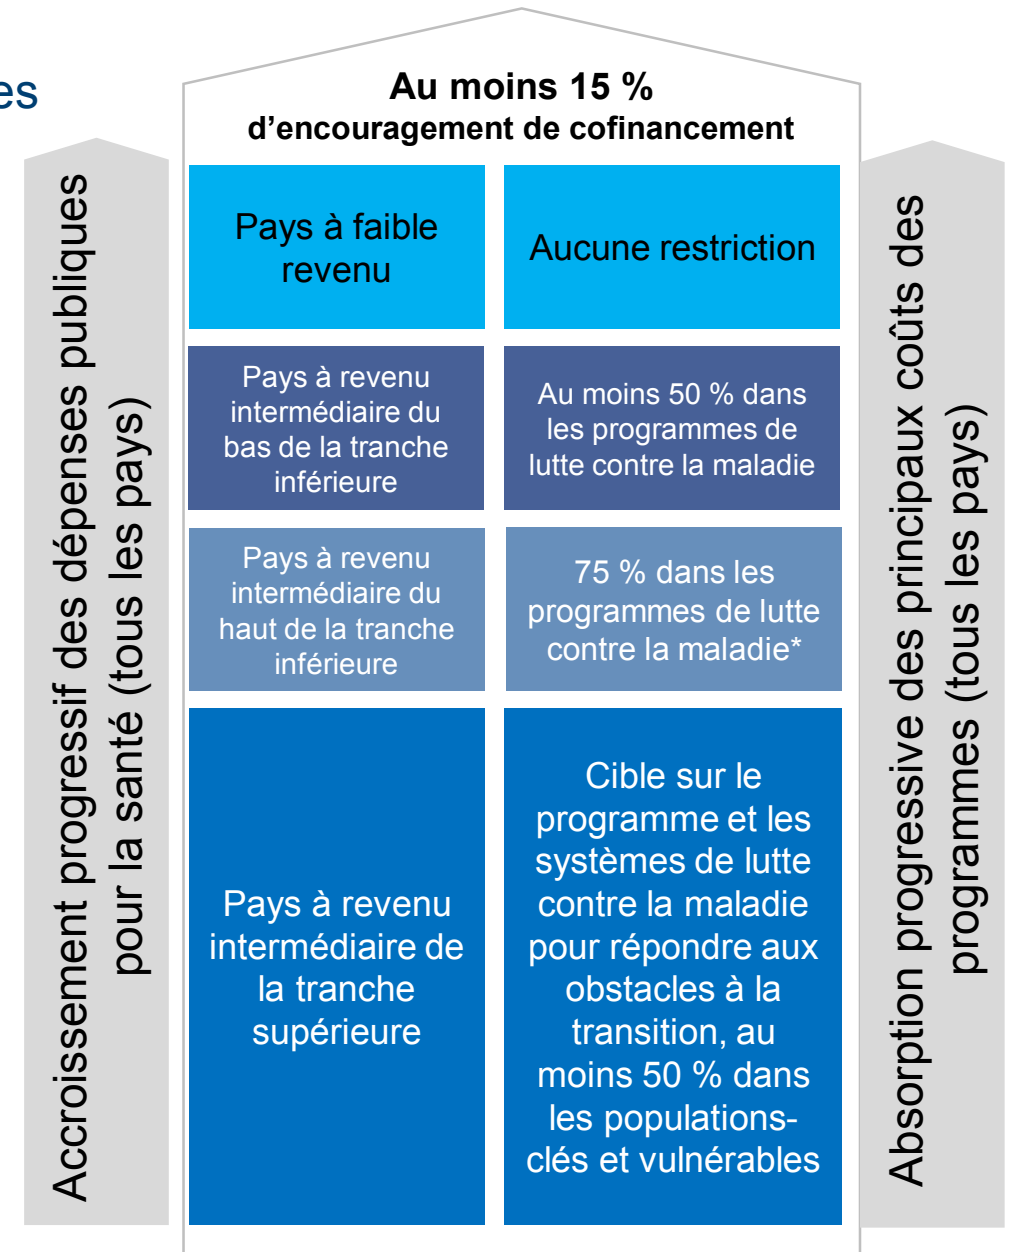 es
Au moins 15 %
d’encouragement de cofinancement
Accroissement progressif des dépenses publiques
pour la santé (tous les pays)
Pays à faible
revenu
Aucune restriction
Pays à revenu
intermédiaire du
bas de la tranche
inférieure
Au moins 50 % dans
les programmes de
lutte contre la maladie
Pays à revenu
intermédiaire du
haut de la tranche
inférieure
75 % dans les
programmes de lutte
contre la maladie*
Pays à revenu
intermédiaire de
la tranche
supérieure
Cible sur le
programme et les
systèmes de lutte
contre la maladie
pour répondre aux
obstacles à la
transition, au
moins 50 % dans
les populations-
clés et vulnérables
Absorption progressive des principaux coûts des
programmes (tous les pays)